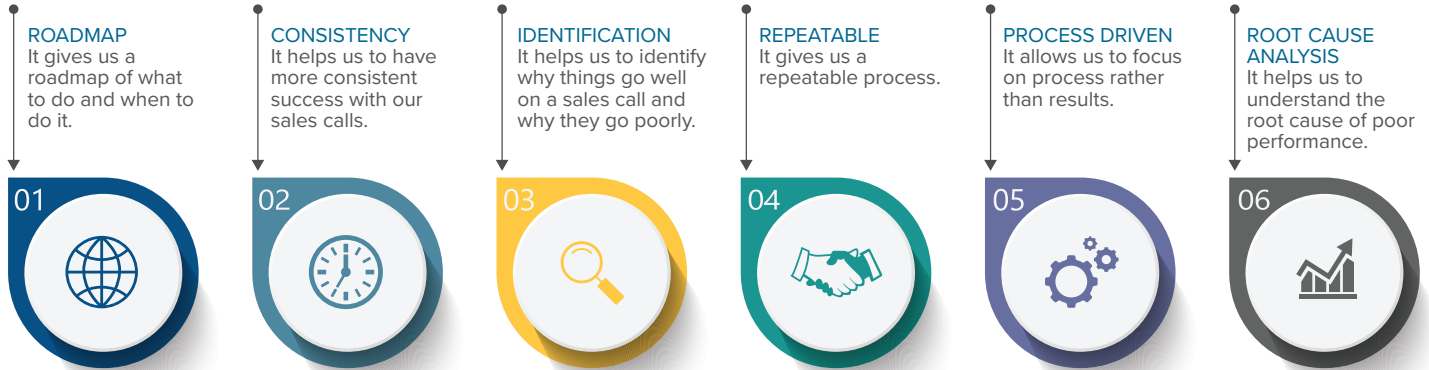 ROADMAP
It gives us a
roadmap of what
to do and when to
do it.
CONSISTENCY
It helps us to have
more consistent
success with our
sales calls.
IDENTIFICATION
It helps us to identify
why things go well
on a sales call and
why they go poorly.
REPEATABLE
It gives us a
repeatable process.
PROCESS DRIVEN
It allows us to focus
on process rather
than results.
ROOT CAUSE
ANALYSIS
It helps us to
understand the
root cause of poor
performance.
01
02
03
04
05
06